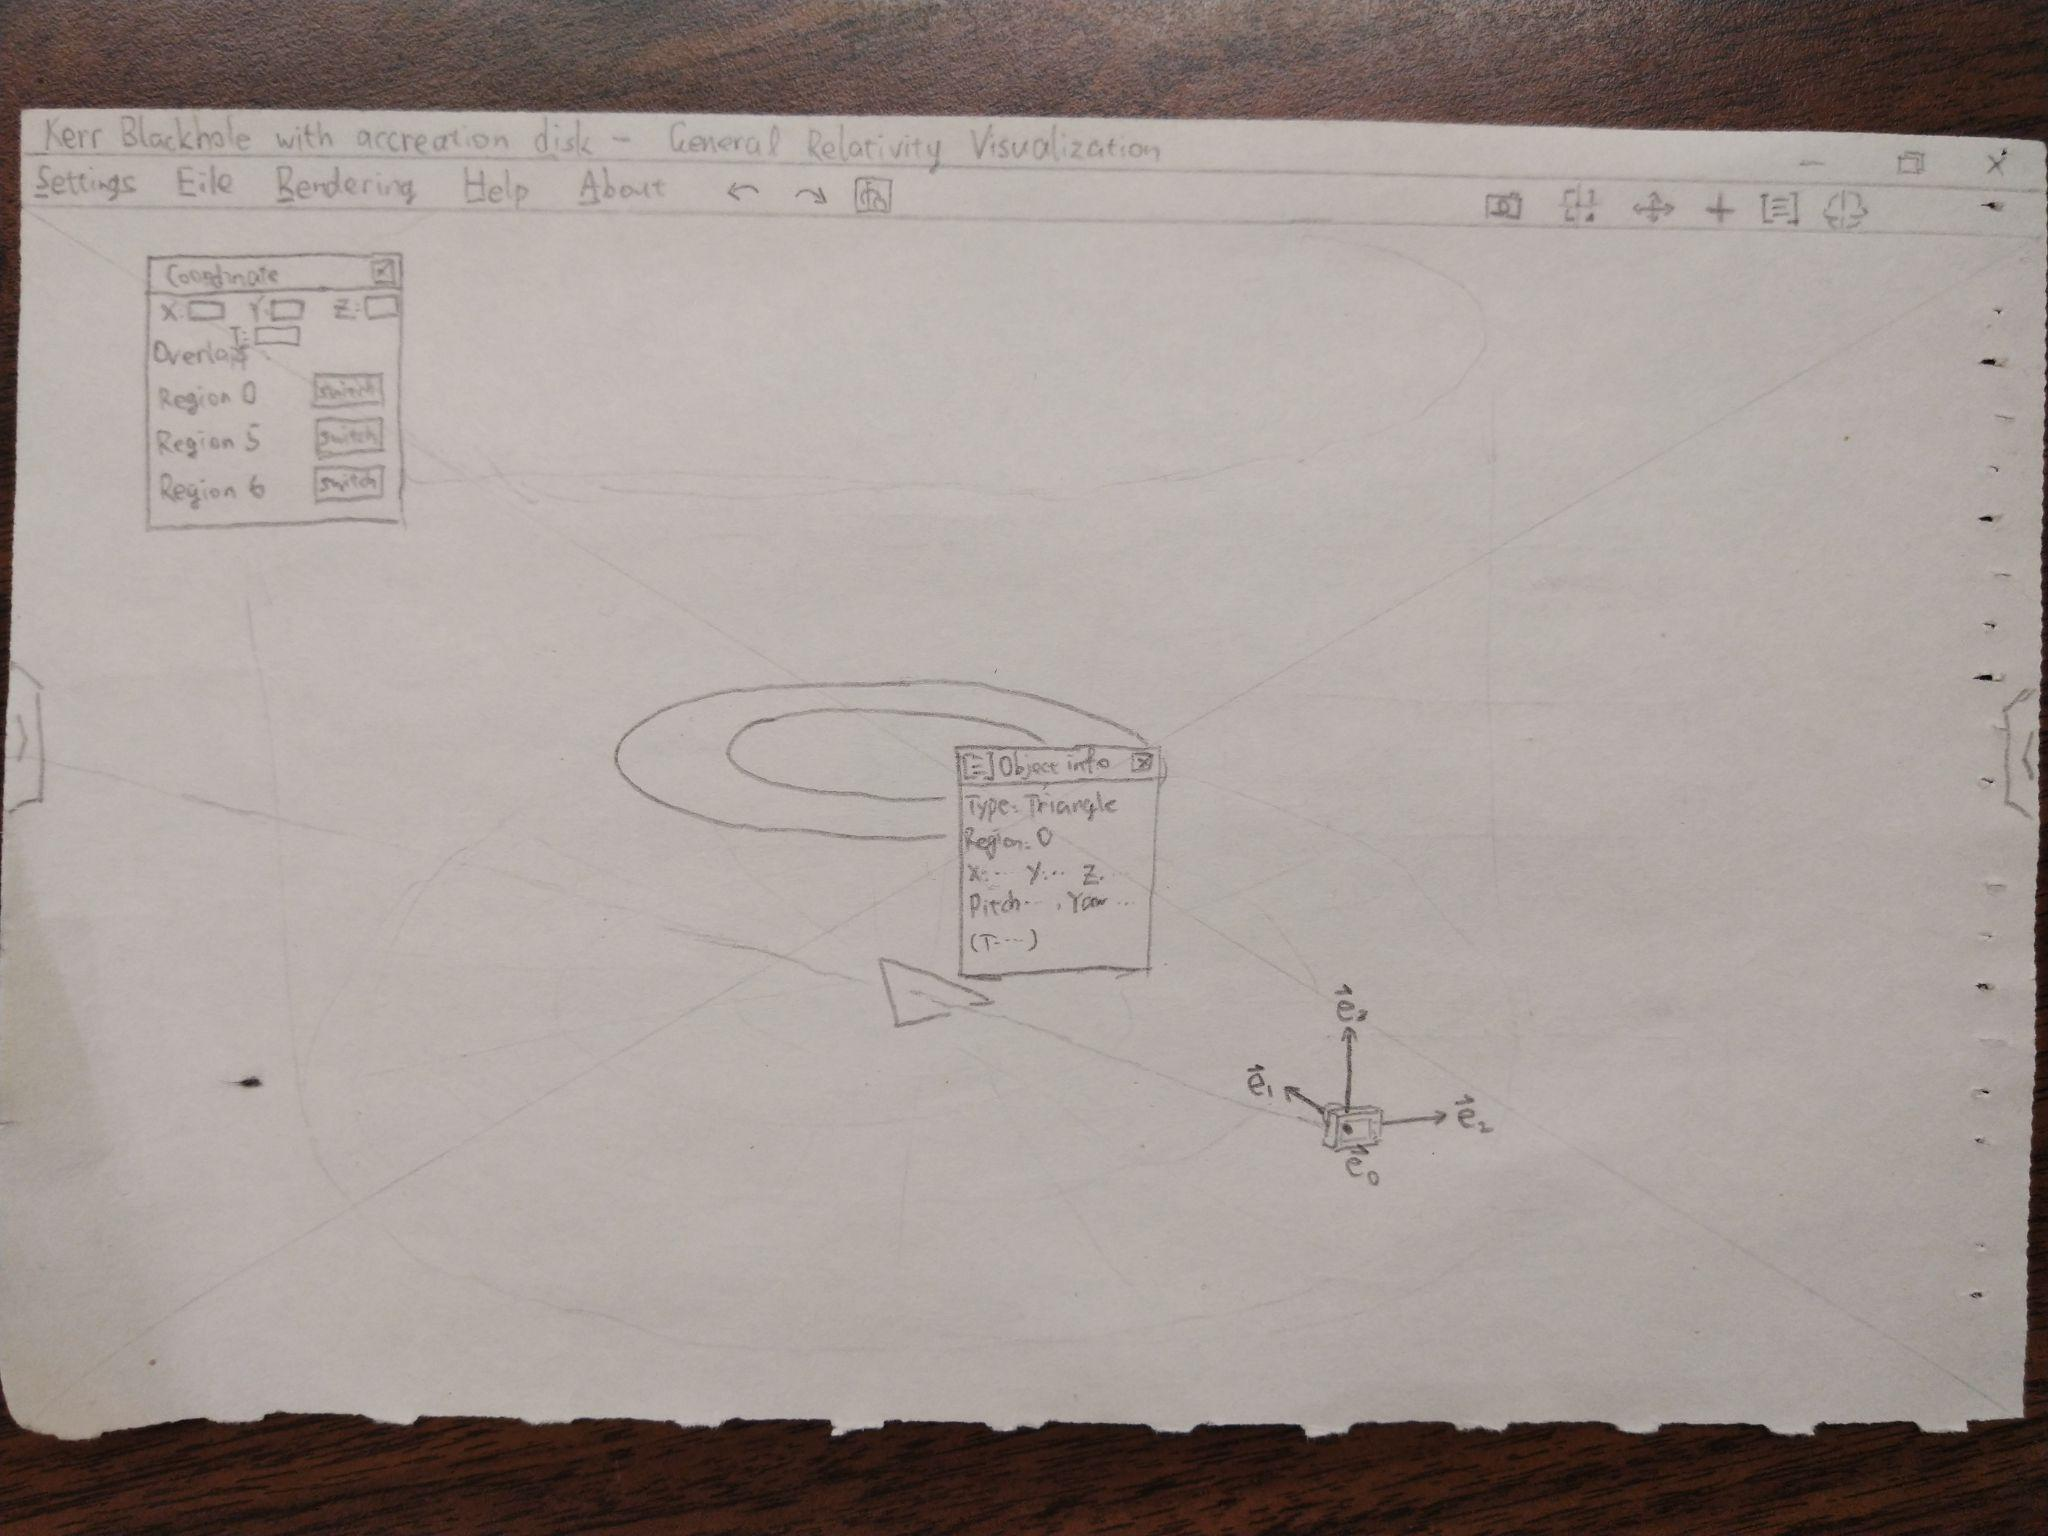 Kerr Blackhole with accreation disk - General Relativity Visualization
Settings File Rendering Help About
Coordinate
X: Y: Z:
T:
Overlap
Region 0 switch
Region 5 switch
Region 6 switch
Object info
Type: Triangle
Region: 0
X:... Y:... Z...
Pitch... , Yaw ...
(T....)
e₃
e₁
e₂
e₀